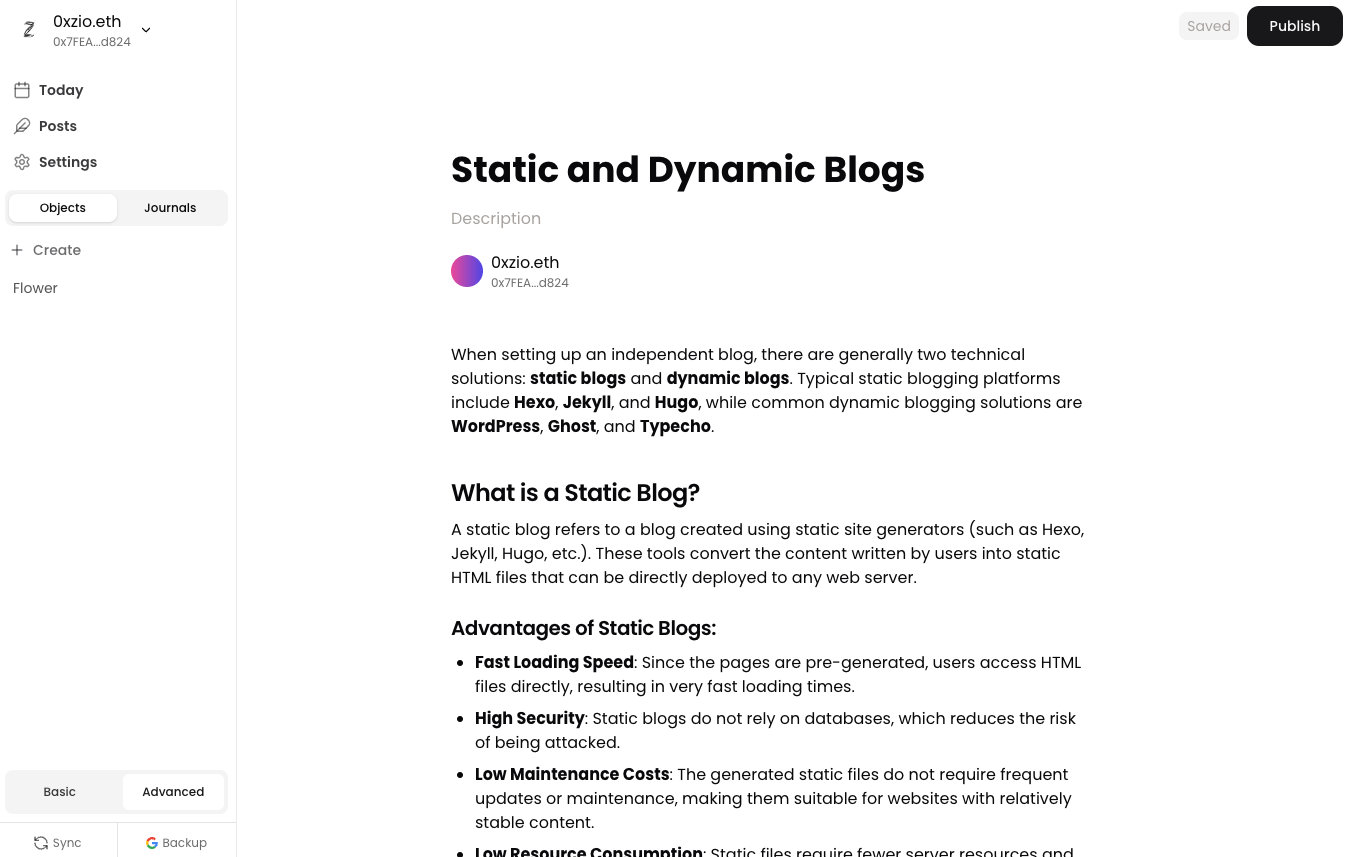 0xzio.eth
0x7FEA...d824
Saved
Publish
Today
Posts
Settings
Objects
Journals
Create
Flower
Static and Dynamic Blogs
Description
0xzio.eth
0x7FEA...d824
When setting up an independent blog, there are generally two technical
solutions: static blogs and dynamic blogs. Typical static blogging platforms
include Hexo, Jekyll, and Hugo, while common dynamic blogging solutions are
WordPress, Ghost, and Typecho.
What is a Static Blog?
A static blog refers to a blog created using static site generators (such as Hexo,
Jekyll, Hugo, etc.). These tools convert the content written by users into static
HTML files that can be directly deployed to any web server.
Advantages of Static Blogs:
• Fast Loading Speed: Since the pages are pre-generated, users access HTML
files directly, resulting in very fast loading times.
• High Security: Static blogs do not rely on databases, which reduces the risk
of being attacked.
• Low Maintenance Costs: The generated static files do not require frequent
updates or maintenance, making them suitable for websites with relatively
stable content.
• Low Resource Consumption: Static files require fewer server resources and
Basic
Advanced
Sync
Backup